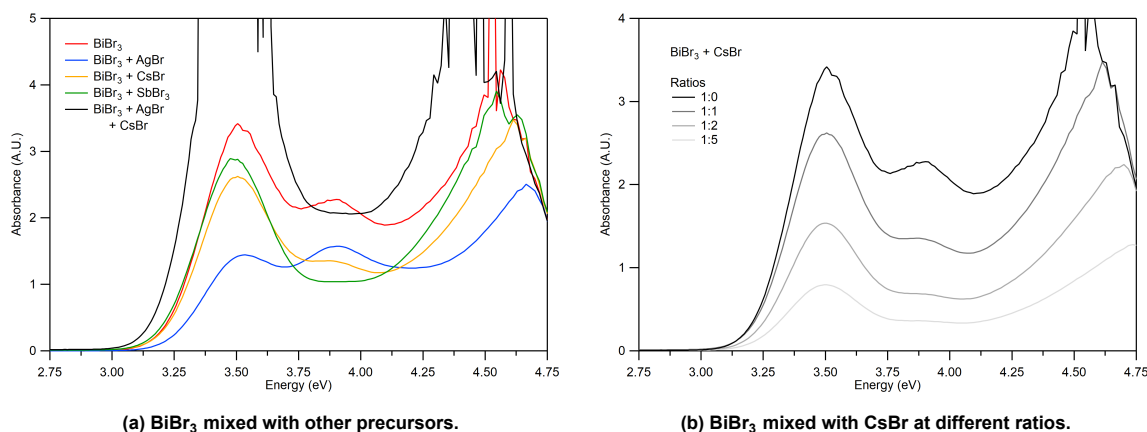 5
4
3
2
1
0
Absorbance (A.U.)
BiBr₃
BiBr₃ + AgBr
BiBr₃ + CsBr
BiBr₃ + SbBr₃
BiBr₃ + AgBr
+ CsBr
2.75 3.00 3.25 3.50 3.75 4.00 4.25 4.50 4.75
Energy (eV)
(a) BiBr₃ mixed with other precursors.
4
3
2
1
0
Absorbance (A.U.)
BiBr₃ + CsBr
Ratios
1:0
1:1
1:2
1:5
2.75 3.00 3.25 3.50 3.75 4.00 4.25 4.50 4.75
Energy (eV)
(b) BiBr₃ mixed with CsBr at different ratios.